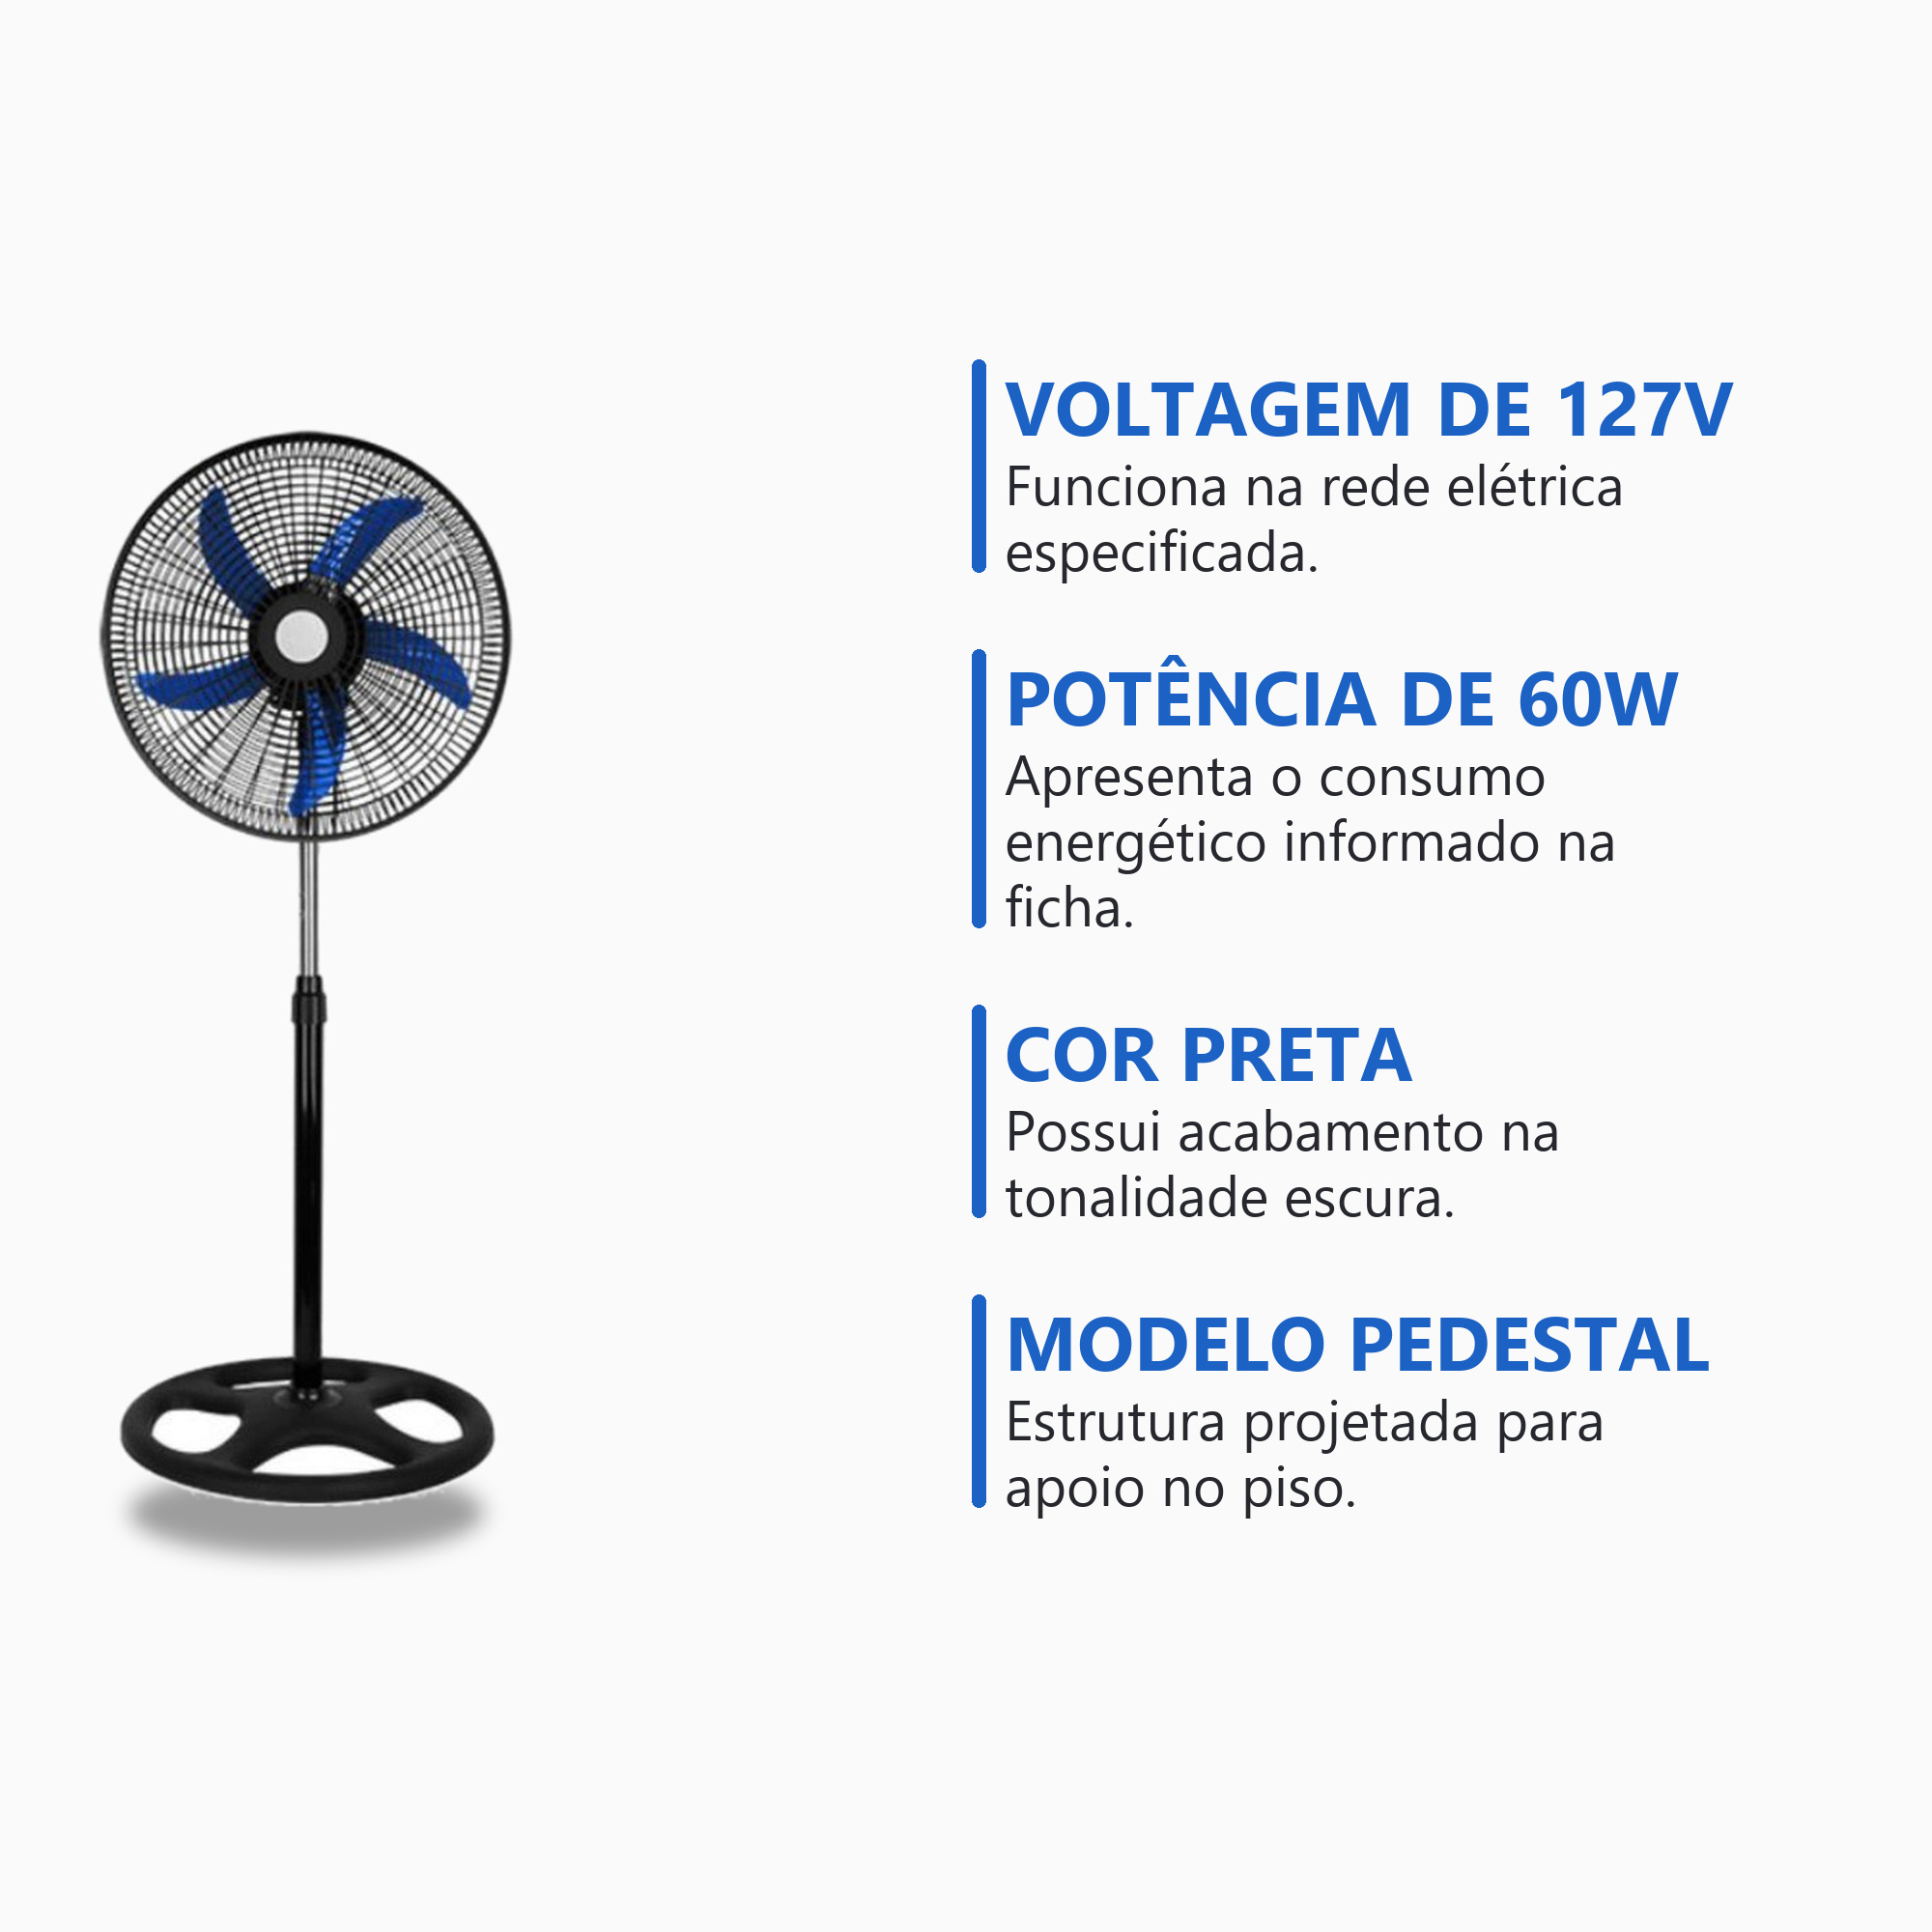 VOLTAGEM DE 127V
Funciona na rede elétrica
especificada.
POTÊNCIA DE 60W
Apresenta o consumo
energético informado na
ficha.
COR PRETA
Possui acabamento na
tonalidade escura.
MODELO PEDESTAL
Estrutura projetada para
apoio no piso.